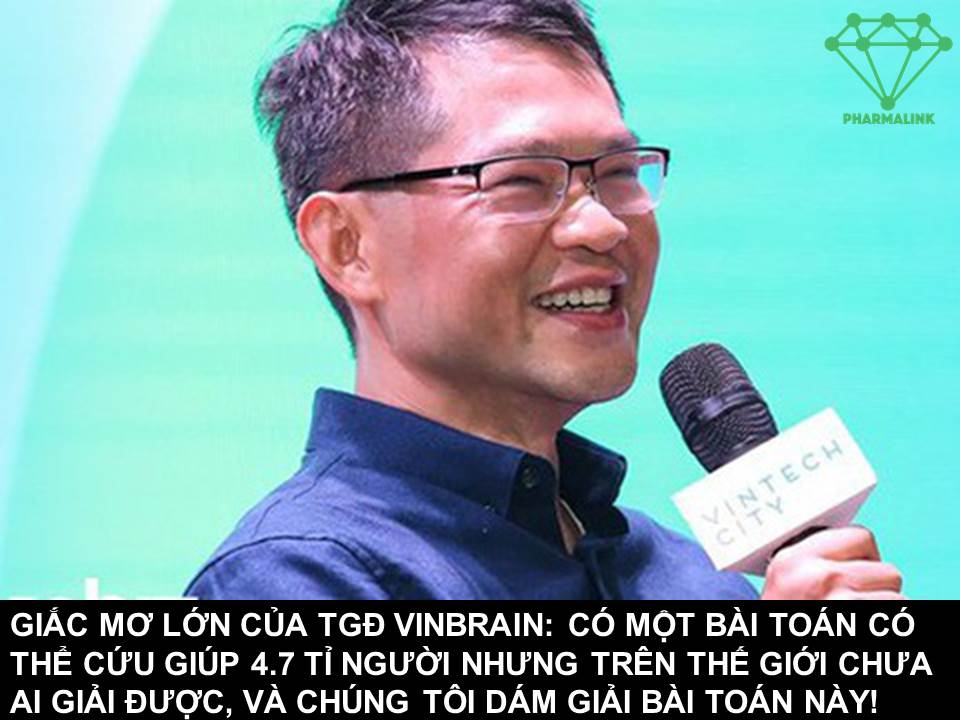 PHARMALINK
VINTECH
CITY
GIẤC MƠ LỚN CỦA TGĐ VINBRAIN: CÓ MỘT BÀI TOÁN CÓ
THỂ CỨU GIÚP 4.7 TỈ NGƯỜI NHƯNG TRÊN THẾ GIỚI CHƯA
AI GIẢI ĐƯỢC, VÀ CHÚNG TÔI DÁM GIẢI BÀI TOÁN NÀY!